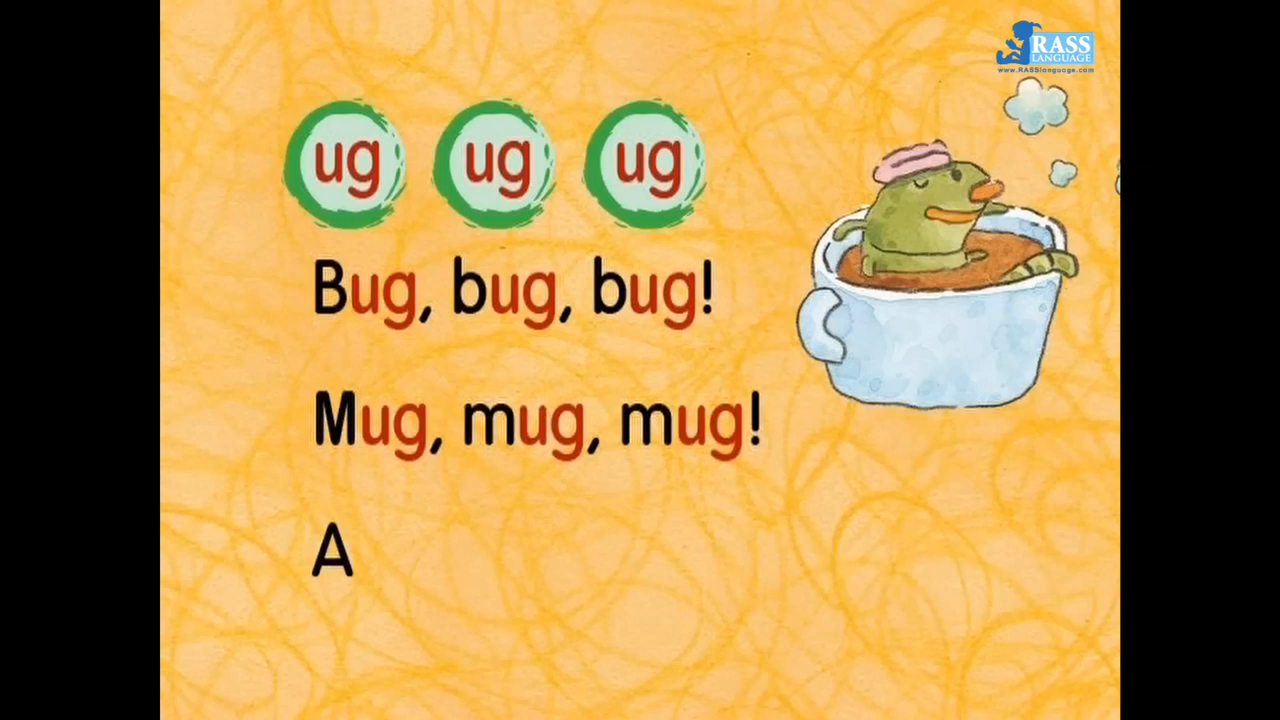 RASS
LANGUAGE
www.RASSlanguage.com
ug ug ug
Bug, bug, bug!
Mug, mug, mug!
A